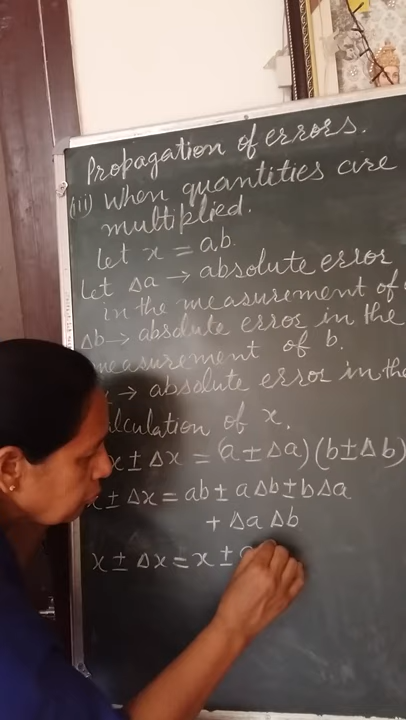 Propagation of errors.
(iii) When quantities are
multiplied.
Let x = a.b.
Let Δa → absolute error
in the measurement of
Δb → absolute error in the
measurement of b.
→ absolute error in the
calculation of x.
x ± Δx = (a ± Δa)(b ± Δb)
x ± Δx = ab ± aΔb ± bΔa
+ Δa Δb
x ± Δx = x ±